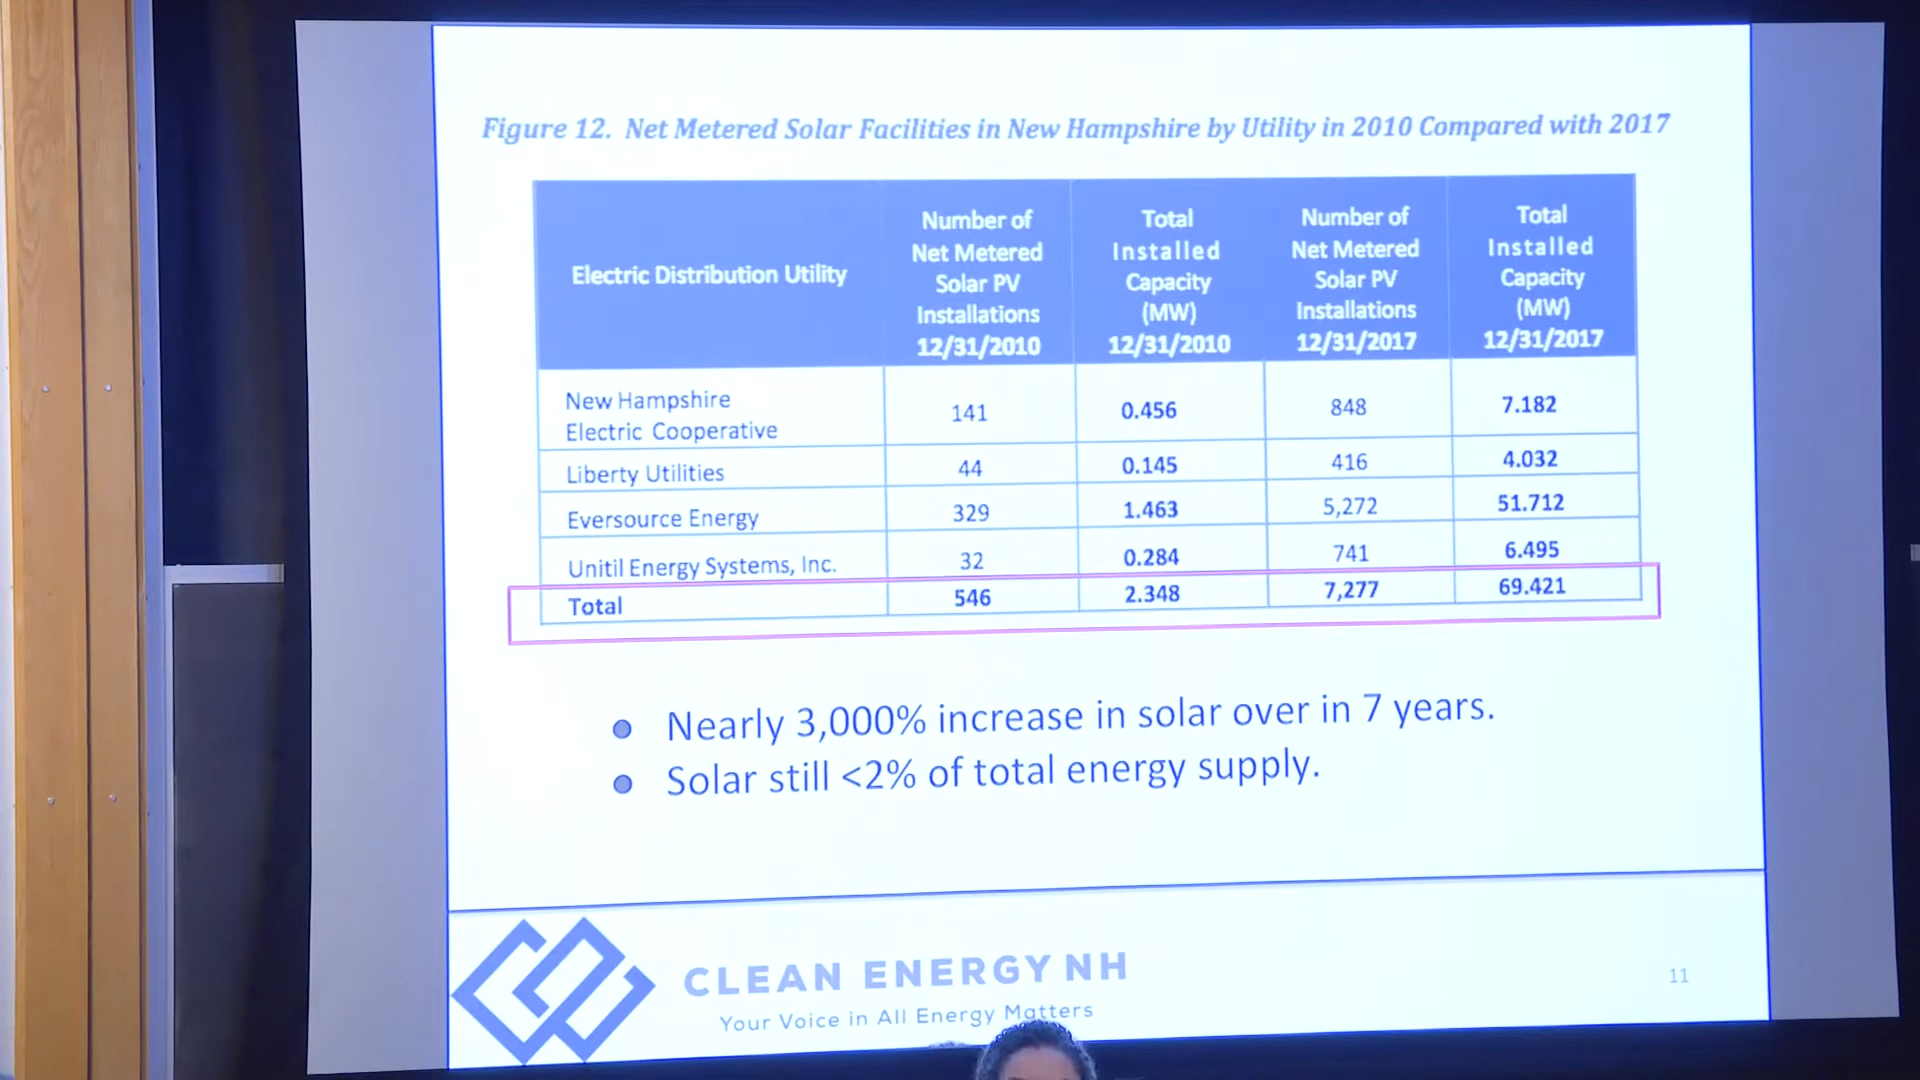 Figure 12. Net Metered Solar Facilities in New Hampshire by Utility in 2010 Compared with 2017
Electric Distribution Utility
Number of
Net Metered
Solar PV
Installations
12/31/2010
Total
Installed
Capacity
(MW)
12/31/2010
Number of
Net Metered
Solar PV
Installations
12/31/2017
Total
Installed
Capacity
(MW)
12/31/2017
New Hampshire
Electric Cooperative
141
0.456
848
7.182
Liberty Utilities
44
0.145
416
4.032
Eversource Energy
329
1.463
5,272
51.712
Unitil Energy Systems, Inc.
32
0.284
741
6.495
Total
546
2.348
7,277
69.421
Nearly 3,000% increase in solar over in 7 years.
Solar still <2% of total energy supply.
CLEAN ENERGY NH
Your Voice in All Energy Matters
11